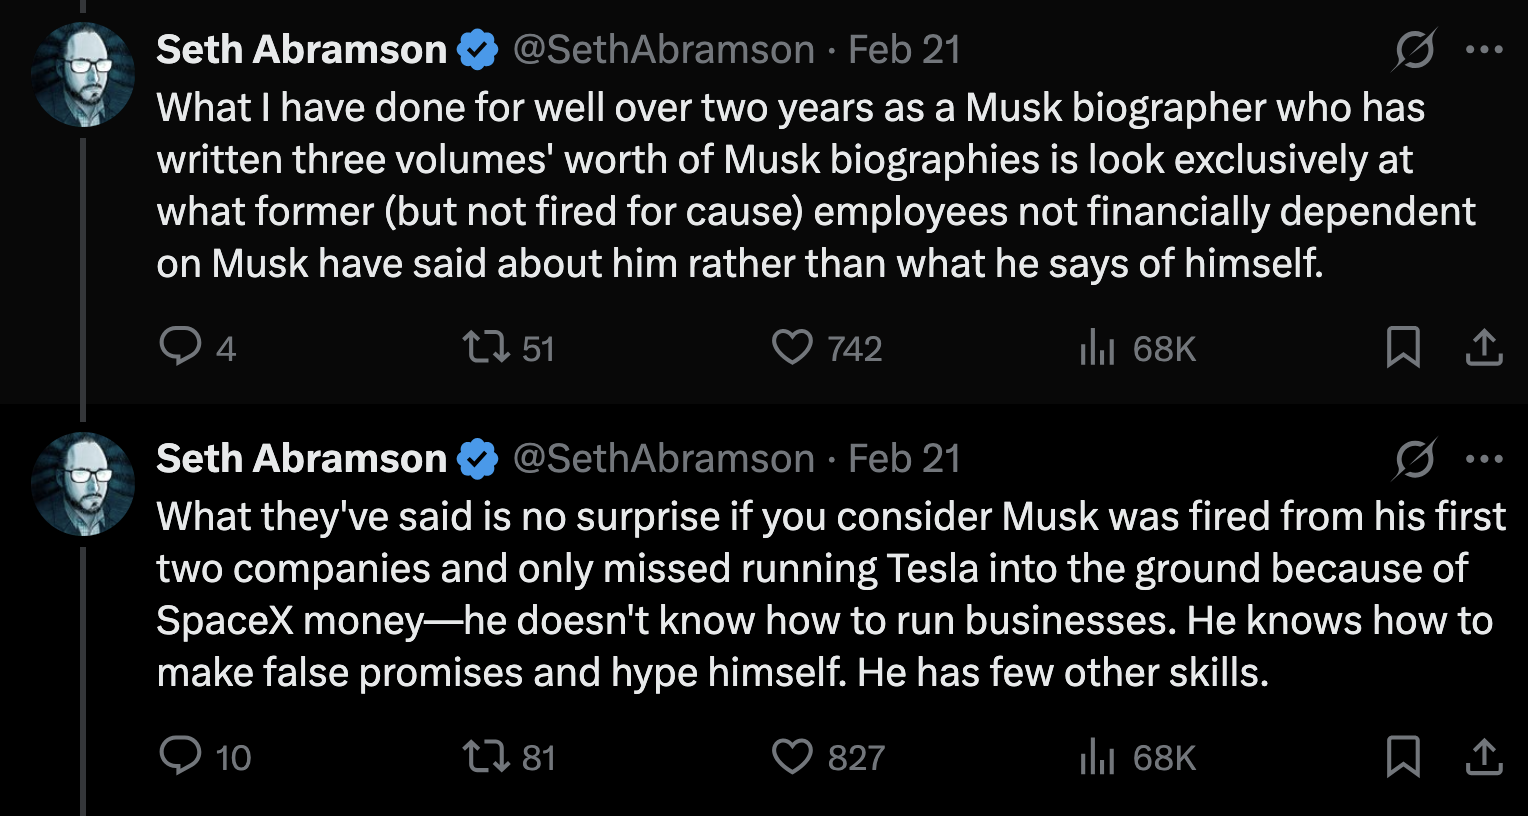 Seth Abramson @SethAbramson · Feb 21
What I have done for well over two years as a Musk biographer who has
written three volumes' worth of Musk biographies is look exclusively at
what former (but not fired for cause) employees not financially dependent
on Musk have said about him rather than what he says of himself.
4 51 742 68K
Seth Abramson @SethAbramson · Feb 21
What they've said is no surprise if you consider Musk was fired from his first
two companies and only missed running Tesla into the ground because of
SpaceX money—he doesn't know how to run businesses. He knows how to
make false promises and hype himself. He has few other skills.
10 81 827 68K